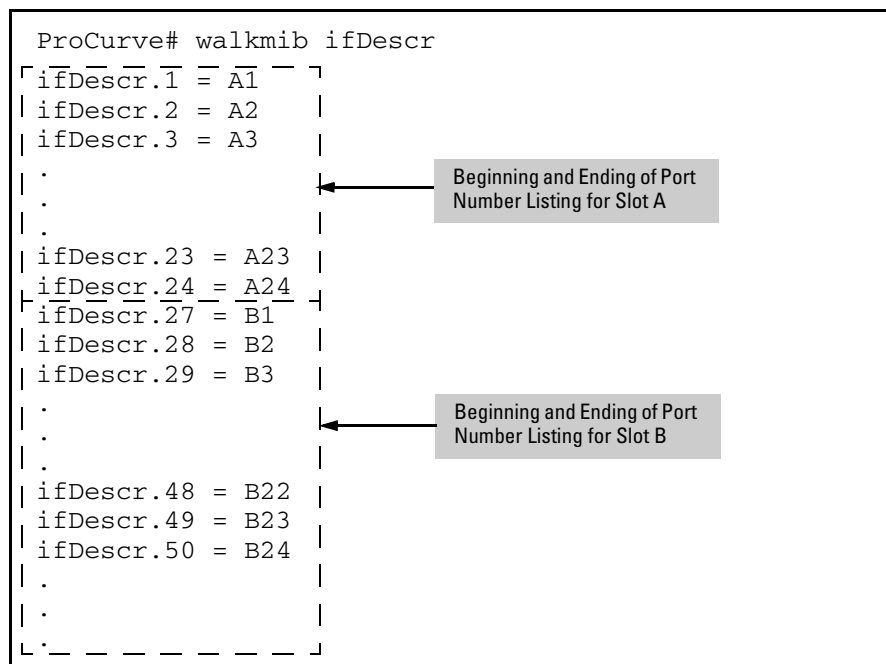 ProCurve# walkmib ifDescr
ifDescr.1 = A1
ifDescr.2 = A2
ifDescr.3 = A3
.
.
.
Beginning and Ending of Port
Number Listing for Slot A
ifDescr.23 = A23
ifDescr.24 = A24
ifDescr.27 = B1
ifDescr.28 = B2
ifDescr.29 = B3
.
.
.
Beginning and Ending of Port
Number Listing for Slot B
ifDescr.48 = B22
ifDescr.49 = B23
ifDescr.50 = B24
.
.
.